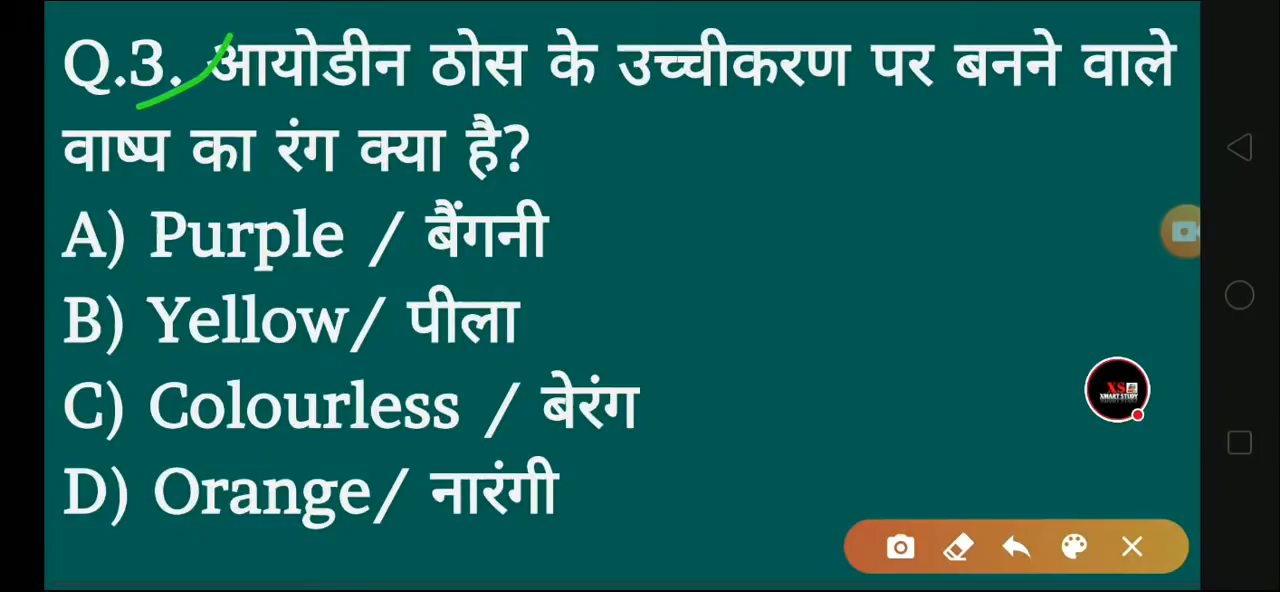 Q.3. आयोडीन ठोस के उच्चीकरण पर बनने वाले
वाष्प का रंग क्या है?
A) Purple / बैंगनी
B) Yellow/ पीला
C) Colourless / बेरंग
D) Orange/ नारंगी
XS
XMART STUDY